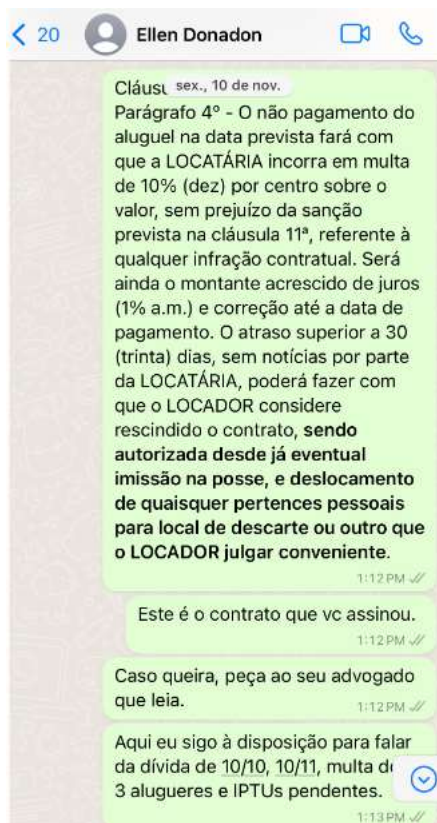 20 Ellen Donadon
sex., 10 de nov.
Parágrafo 4º - O não pagamento do
aluguel na data prevista fará com
que a LOCATÁRIA incorra em multa
de 10% (dez) por centro sobre o
valor, sem prejuízo da sanção
prevista na cláusula 11ª, referente à
qualquer infração contratual. Será
ainda o montante acrescido de juros
(1% a.m.) e correção até a data de
pagamento. O atraso superior a 30
(trinta) dias, sem notícias por parte
da LOCATÁRIA, poderá fazer com
que o LOCADOR considere
rescindido o contrato, sendo
autorizada desde já eventual
imissão na posse, e deslocamento
de quaisquer pertences pessoais
para local de descarte ou outro que
o LOCADOR julgar conveniente.
1:12 PM
Este é o contrato que vc assinou.
1:12 PM
Caso queira, peça ao seu advogado
que leia.
1:12 PM
Aqui eu sigo à disposição para falar
da dívida de 10/10, 10/11, multa
3 alugueres e IPTUs pendentes.
1:13 PM